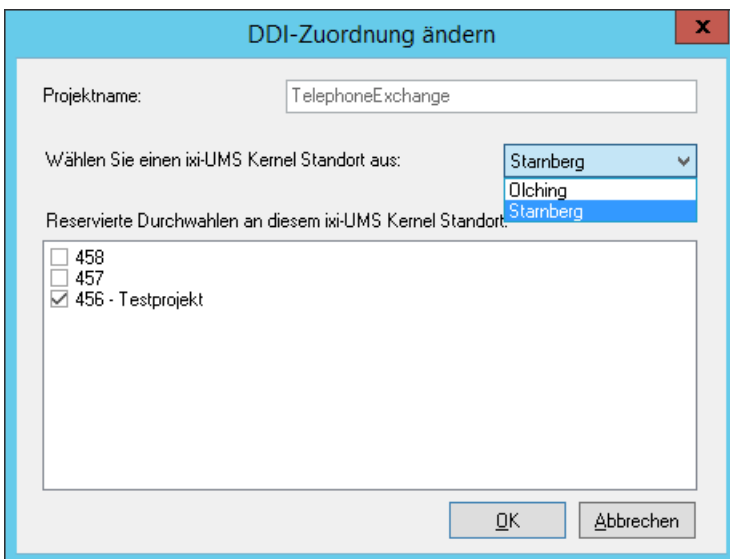 DDI-Zuordnung ändern
x
Projektname:
TelephoneExchange
Wählen Sie einen ixi-UMS Kernel Standort aus:
Starnberg
Olching
Starnberg
Reservierte Durchwahlen an diesem ixi-UMS Kernel Standort:
458
457
456 - Testprojekt
OK
Abbrechen